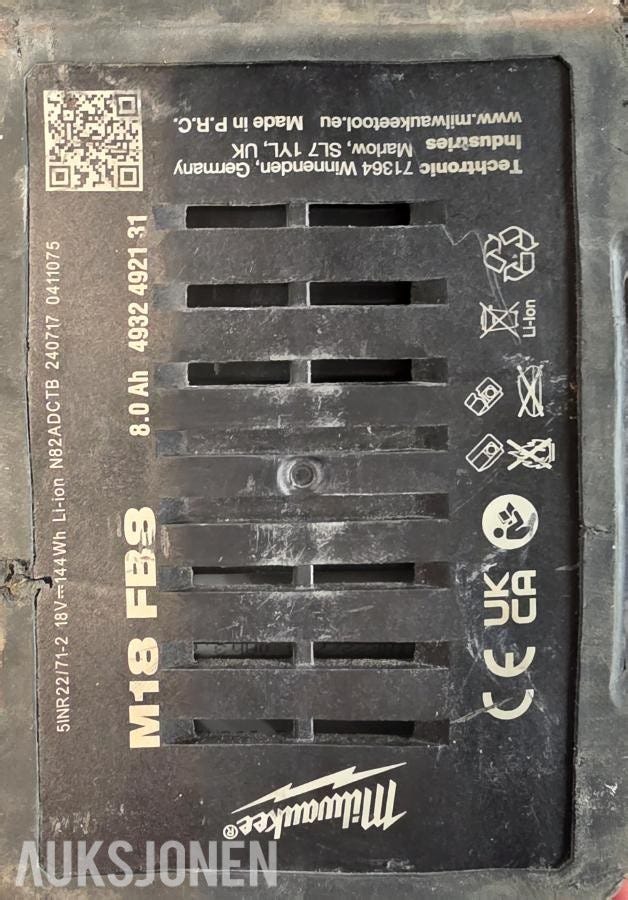 Milwaukee®
M18 FB8
8.0 Ah 4932 4921 31
5INR22/71-2 18V⎓144Wh Li-ion N82ADCTB 240717 0411075
Techtronic 71364 Winnenden, Germany
Industries Marlow, SL7 1YL, UK
www.milwaukeetool.eu Made in P.R.C.
Li-Ion
CE
UK
CA
AUKSJONEN